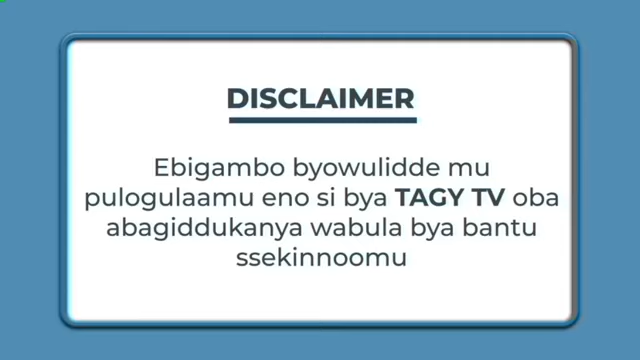 DISCLAIMER
Ebigambo byowulidde mu
pulogulaamu eno si bya TAGY TV oba
abagiddukanya wabula bya bantu
ssekinnoomu